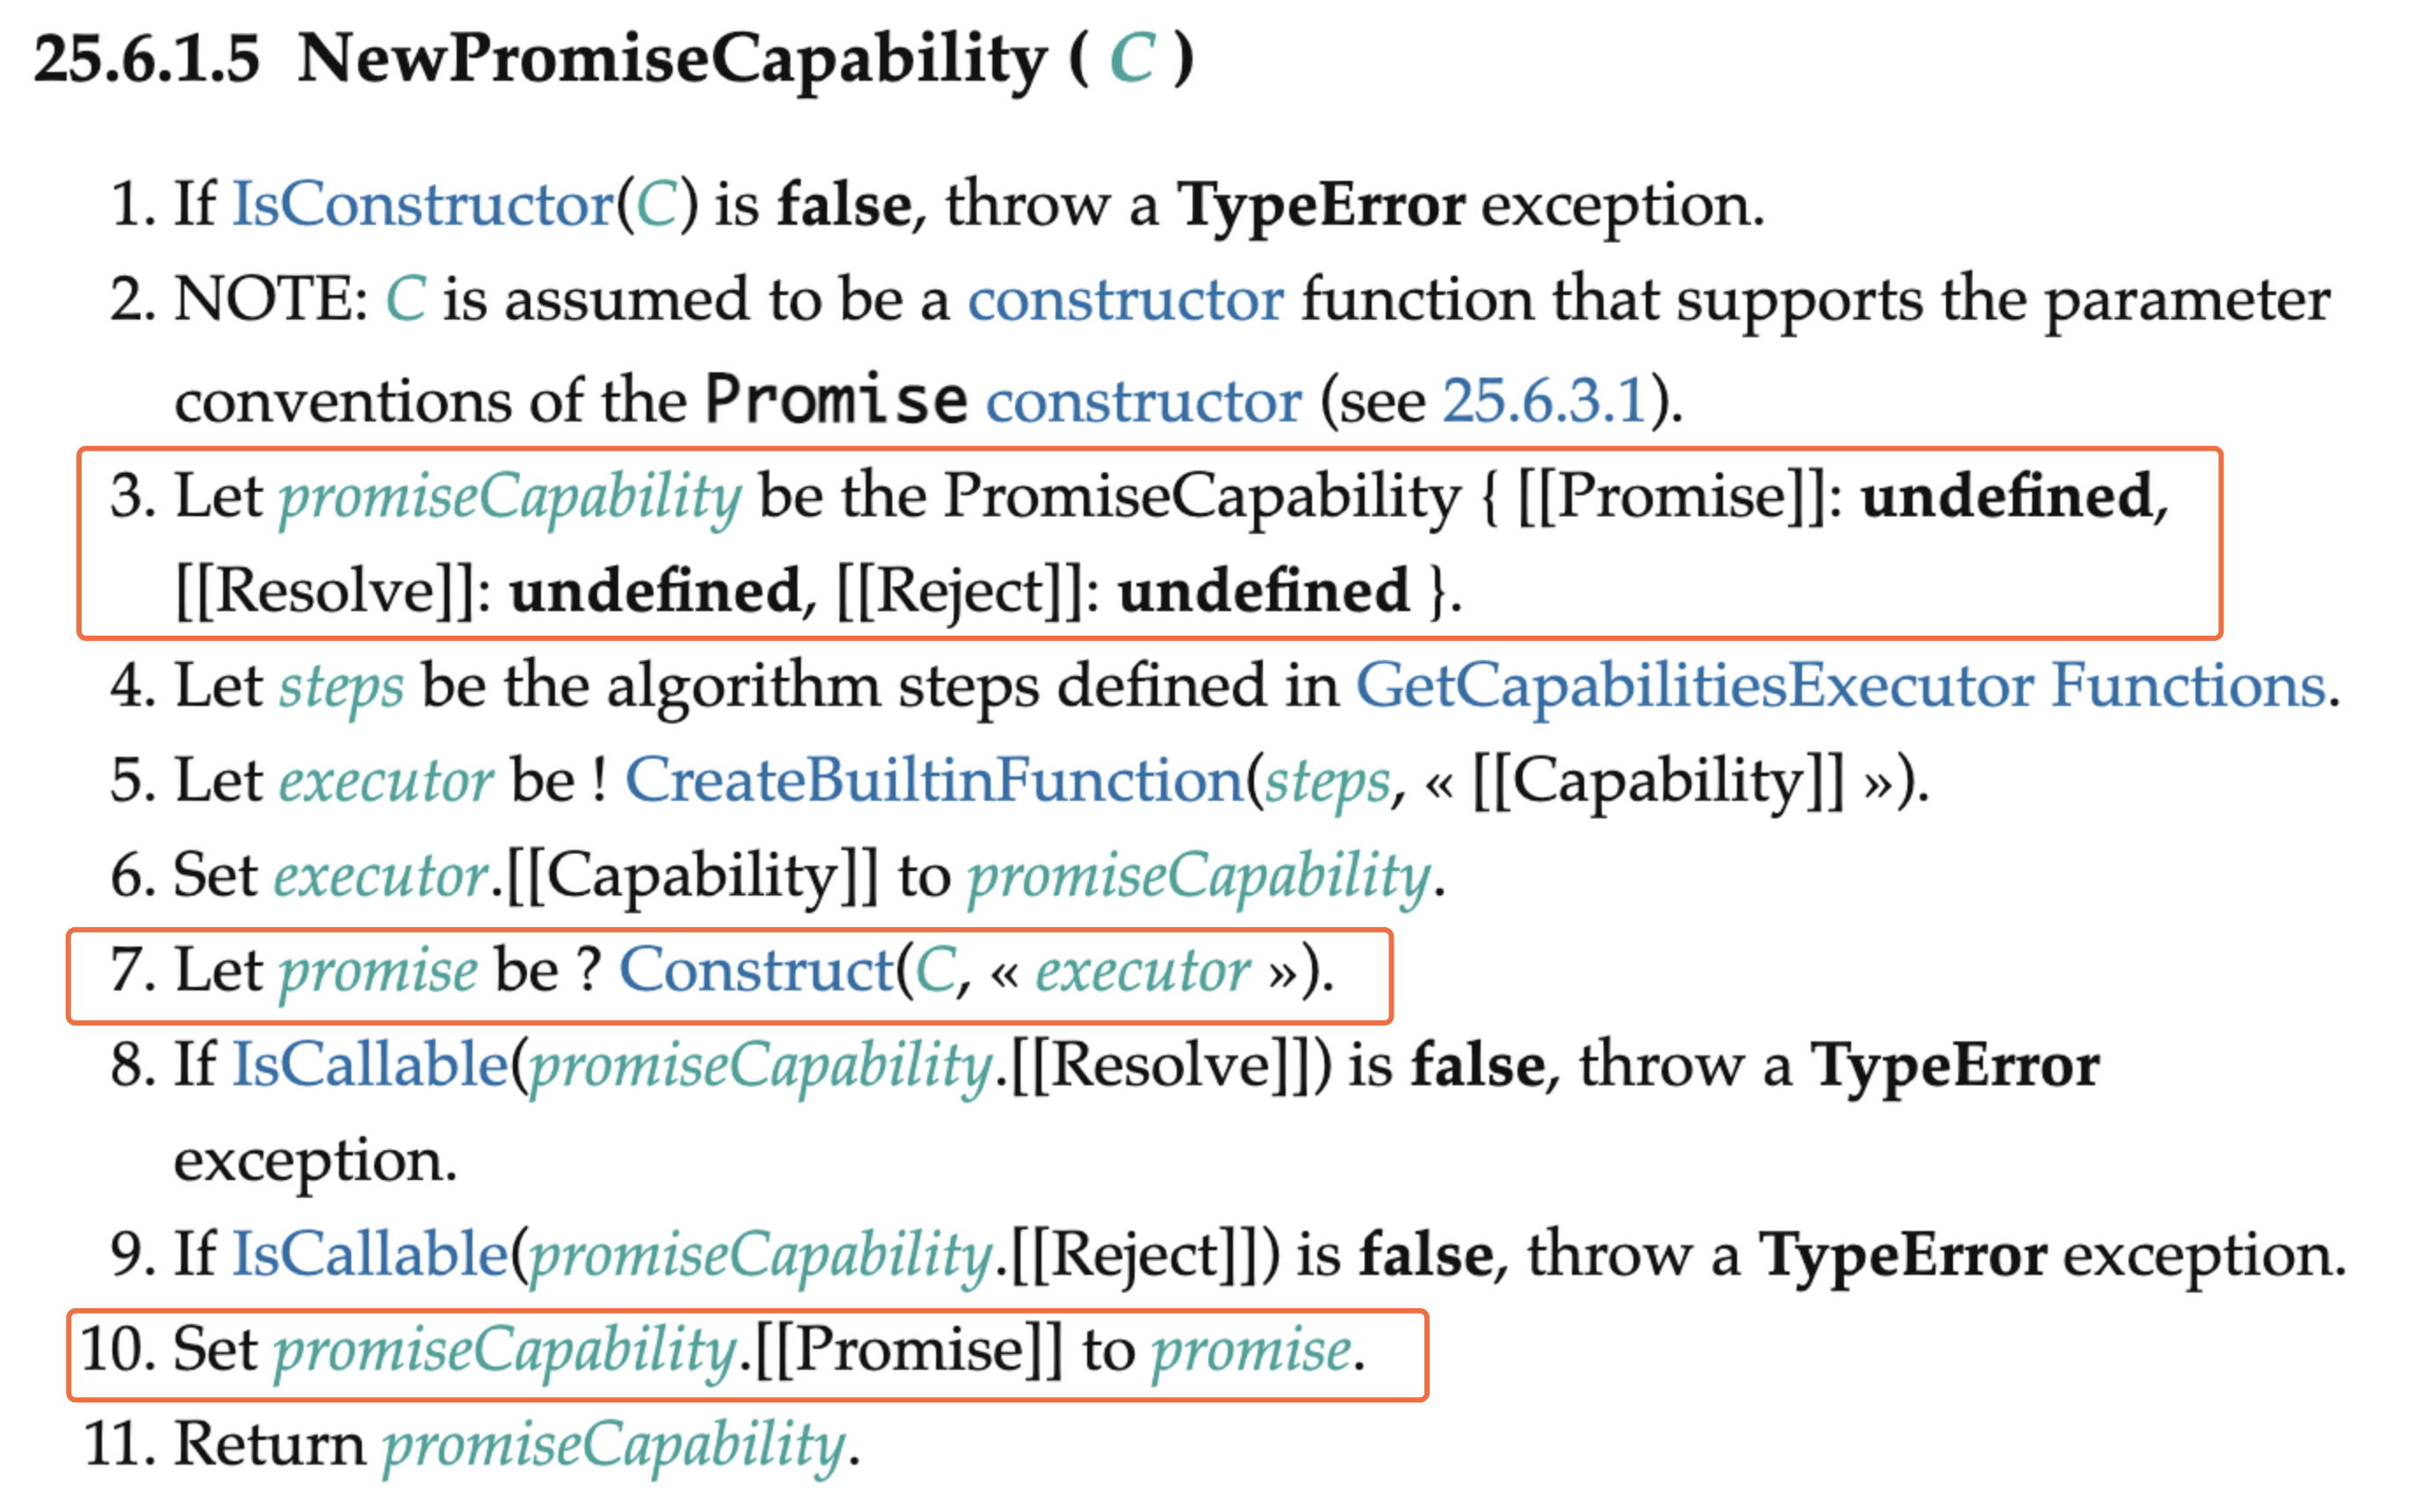 25.6.1.5 NewPromiseCapability ( C )
1. If IsConstructor(C) is false, throw a TypeError exception.
2. NOTE: C is assumed to be a constructor function that supports the parameter
conventions of the Promise constructor (see 25.6.3.1).
3. Let promiseCapability be the PromiseCapability { [[Promise]]: undefined,
[[Resolve]]: undefined, [[Reject]]: undefined }.
4. Let steps be the algorithm steps defined in GetCapabilitiesExecutor Functions.
5. Let executor be ! CreateBuiltinFunction(steps, « [[Capability]] »).
6. Set executor.[[Capability]] to promiseCapability.
7. Let promise be ? Construct(C, « executor »).
8. If IsCallable(promiseCapability.[[Resolve]]) is false, throw a TypeError
exception.
9. If IsCallable(promiseCapability.[[Reject]]) is false, throw a TypeError exception.
10. Set promiseCapability.[[Promise]] to promise.
11. Return promiseCapability.